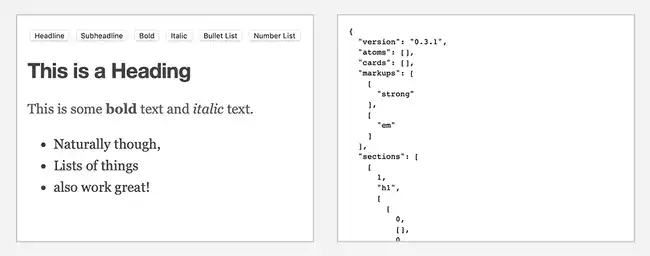 Headline Subheadline Bold Italic Bullet List Number List
This is a Heading
This is some bold text and italic text.
• Naturally though,
• Lists of things
• also work great!
{
"version": "0.3.1",
"atoms": [],
"cards": [],
"markups": [
[
"strong"
],
[
"em"
]
],
"sections": [
[
1,
"h1",
[
[
0,
[],
0,